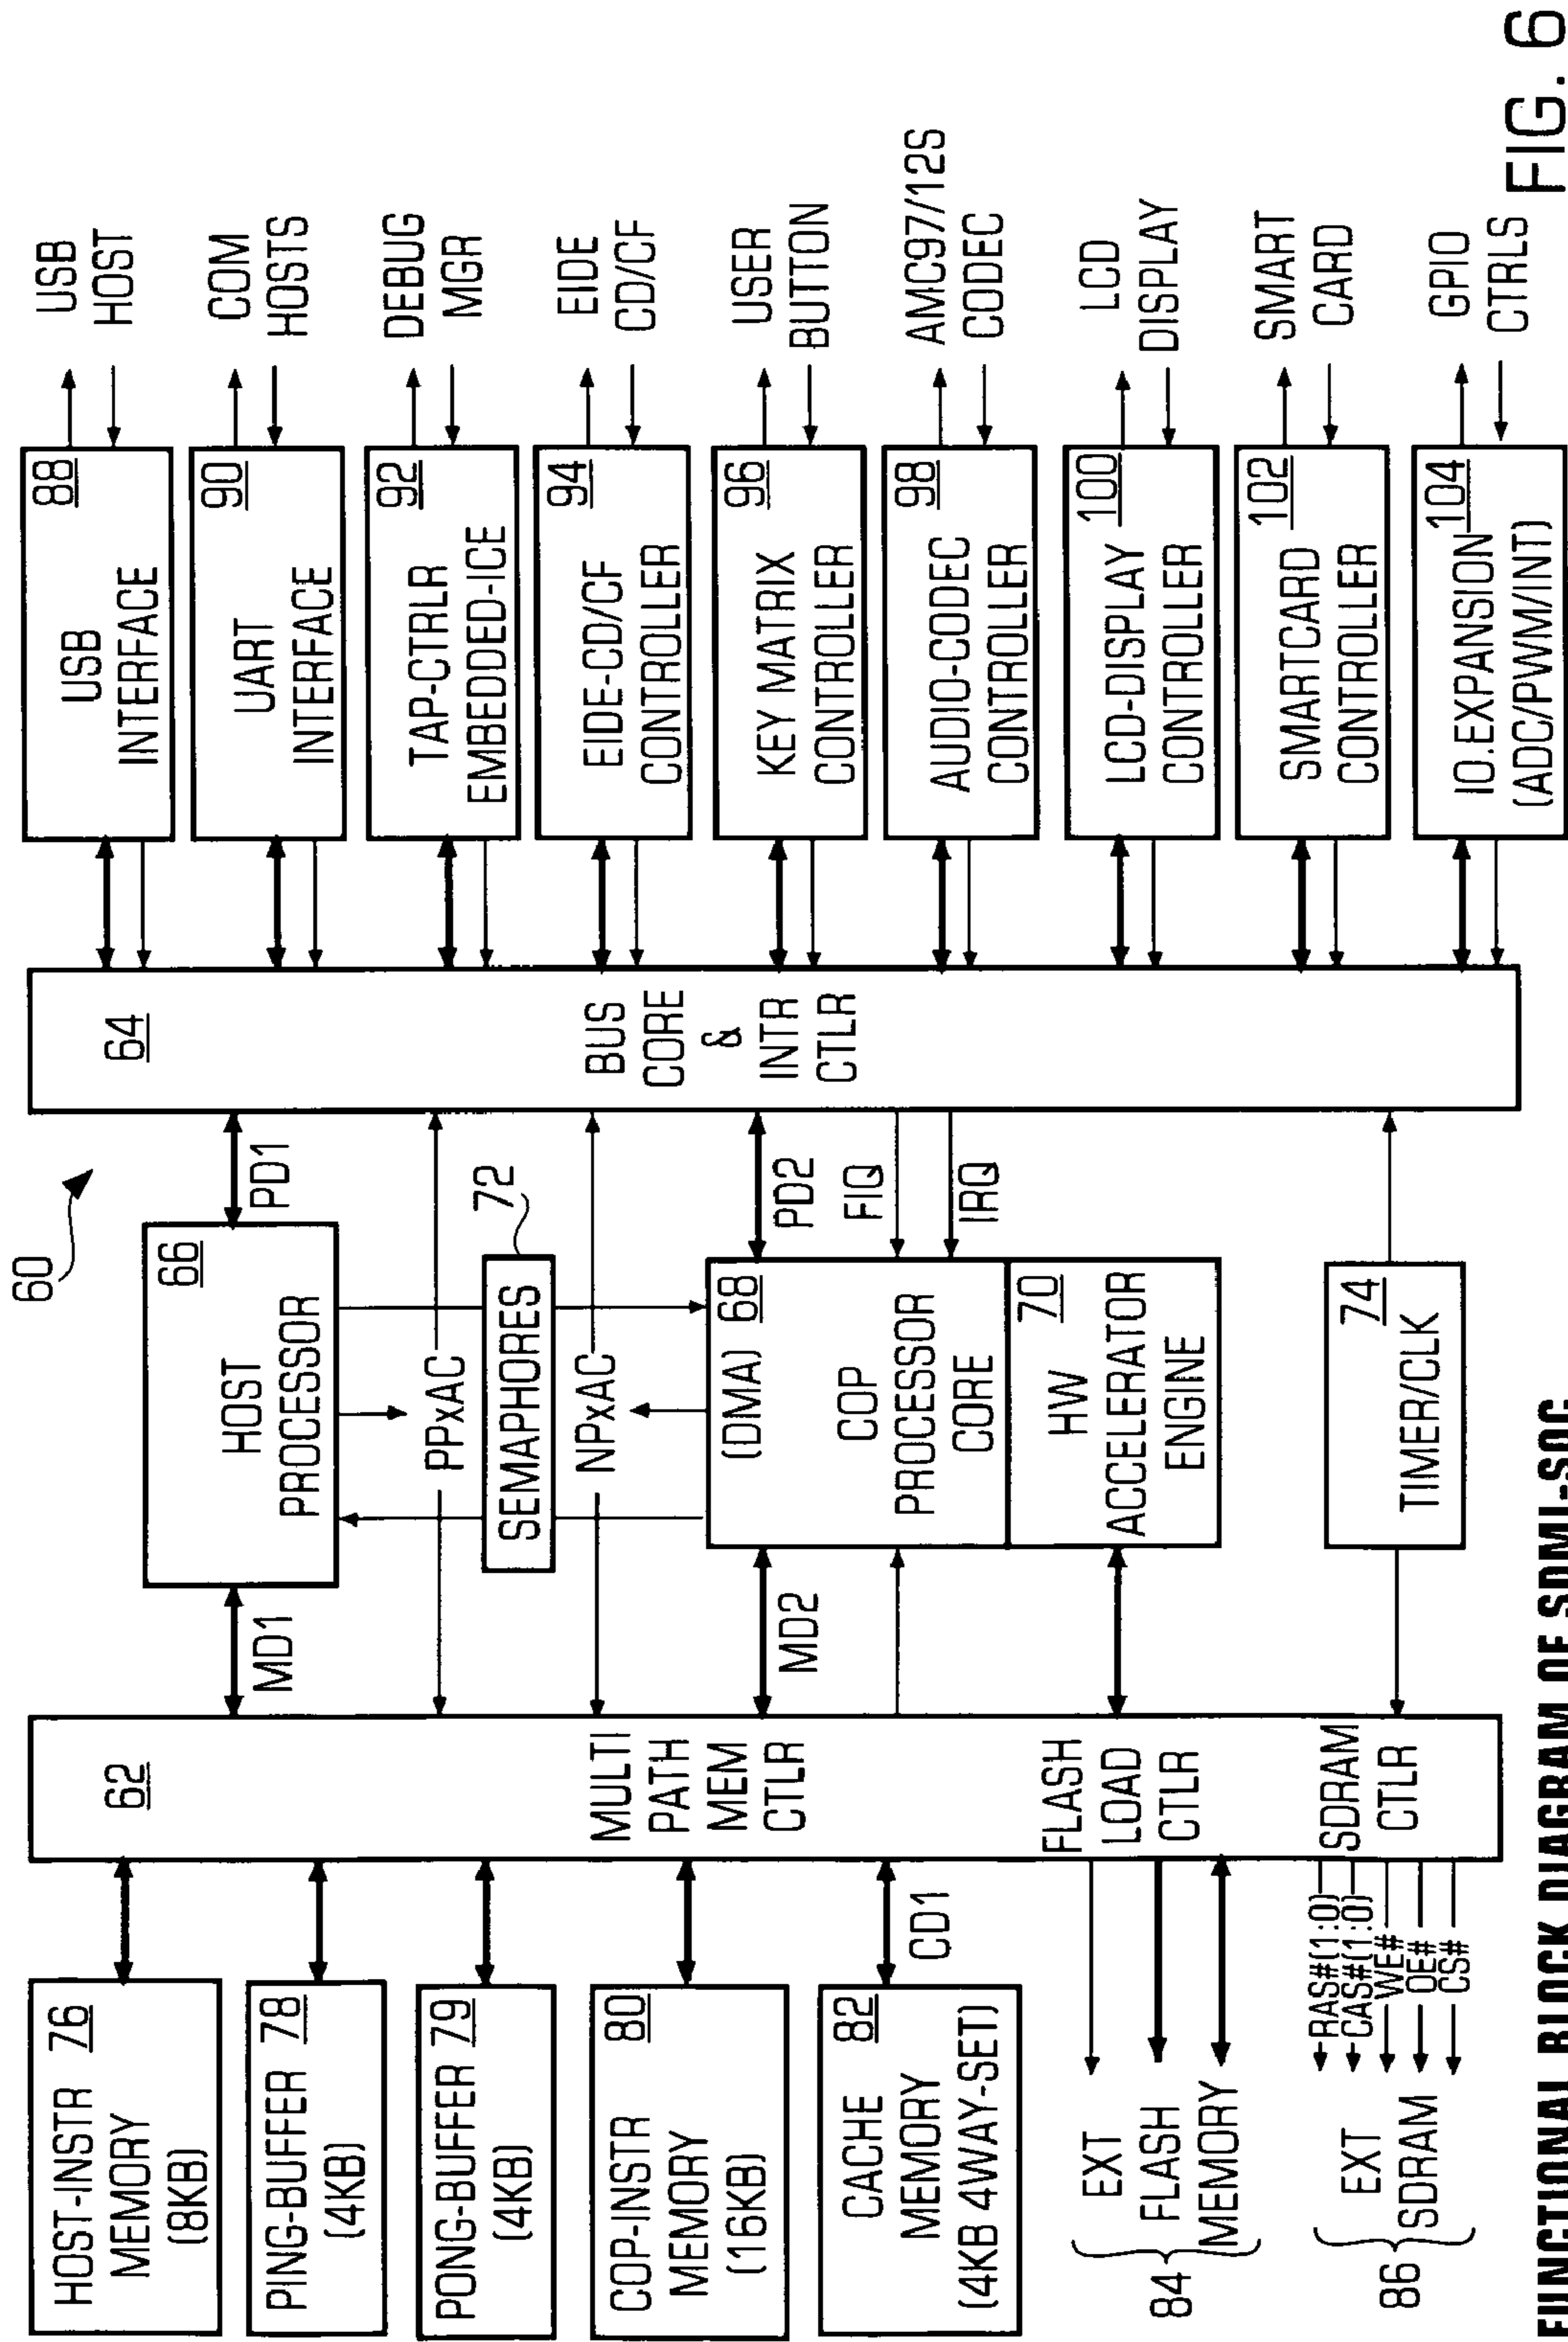 60
HOST-INSTR 76
MEMORY
(8KB)
PING-BUFFER 78
(4KB)
PONG-BUFFER 79
(4KB)
COP-INSTR 80
MEMORY
(16KB)
CACHE 82
MEMORY
(4KB 4WAY-SET)
CD1
84
EXT
FLASH
MEMORY
86
EXT
SDRAM
RAS#(1:0)
CAS#(1:0)
WE#
OE#
CS#
62
MULTI
PATH
MEM
CTLR
FLASH
LOAD
CTLR
SDRAM
CTLR
MD1
MD2
HOST 66
PROCESSOR
PPxAC
SEMAPHORES
72
NPxAC
(DMA) 68
COP
PROCESSOR
CORE
HW 70
ACCELERATOR
ENGINE
TIMER/CLK 74
PD1
PD2
FIQ
IRQ
64
BUS
CORE
&
INTR
CTLR
USB 88
INTERFACE
UART 90
INTERFACE
TAP-CTRLR 92
EMBEDDED-ICE
EIDE-CD/CF 94
CONTROLLER
KEY MATRIX 96
CONTROLLER
AUDIO-CODEC 98
CONTROLLER
LCD-DISPLAY 100
CONTROLLER
SMARTCARD 102
CONTROLLER
IO.EXPANSION 104
(ADC/PWM/INT)
USB
HOST
COM
HOSTS
DEBUG
MGR
EIDE
CD/CF
USER
BUTTON
AMC97/12S
CODEC
LCD
DISPLAY
SMART
CARD
GPIO
CTRLS
FUNCTIONAL BLOCK DIAGRAM OF SDMI-SOC
FIG. 6